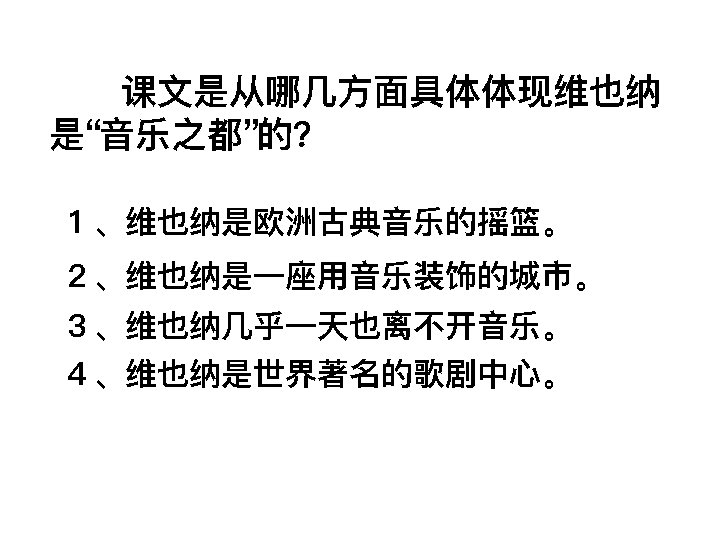 课文是从哪几方面具体体现维也纳
是“音乐之都”的?
1、维也纳是欧洲古典音乐的摇篮。
2、维也纳是一座用音乐装饰的城市。
3、维也纳几乎一天也离不开音乐。
4、维也纳是世界著名的歌剧中心。